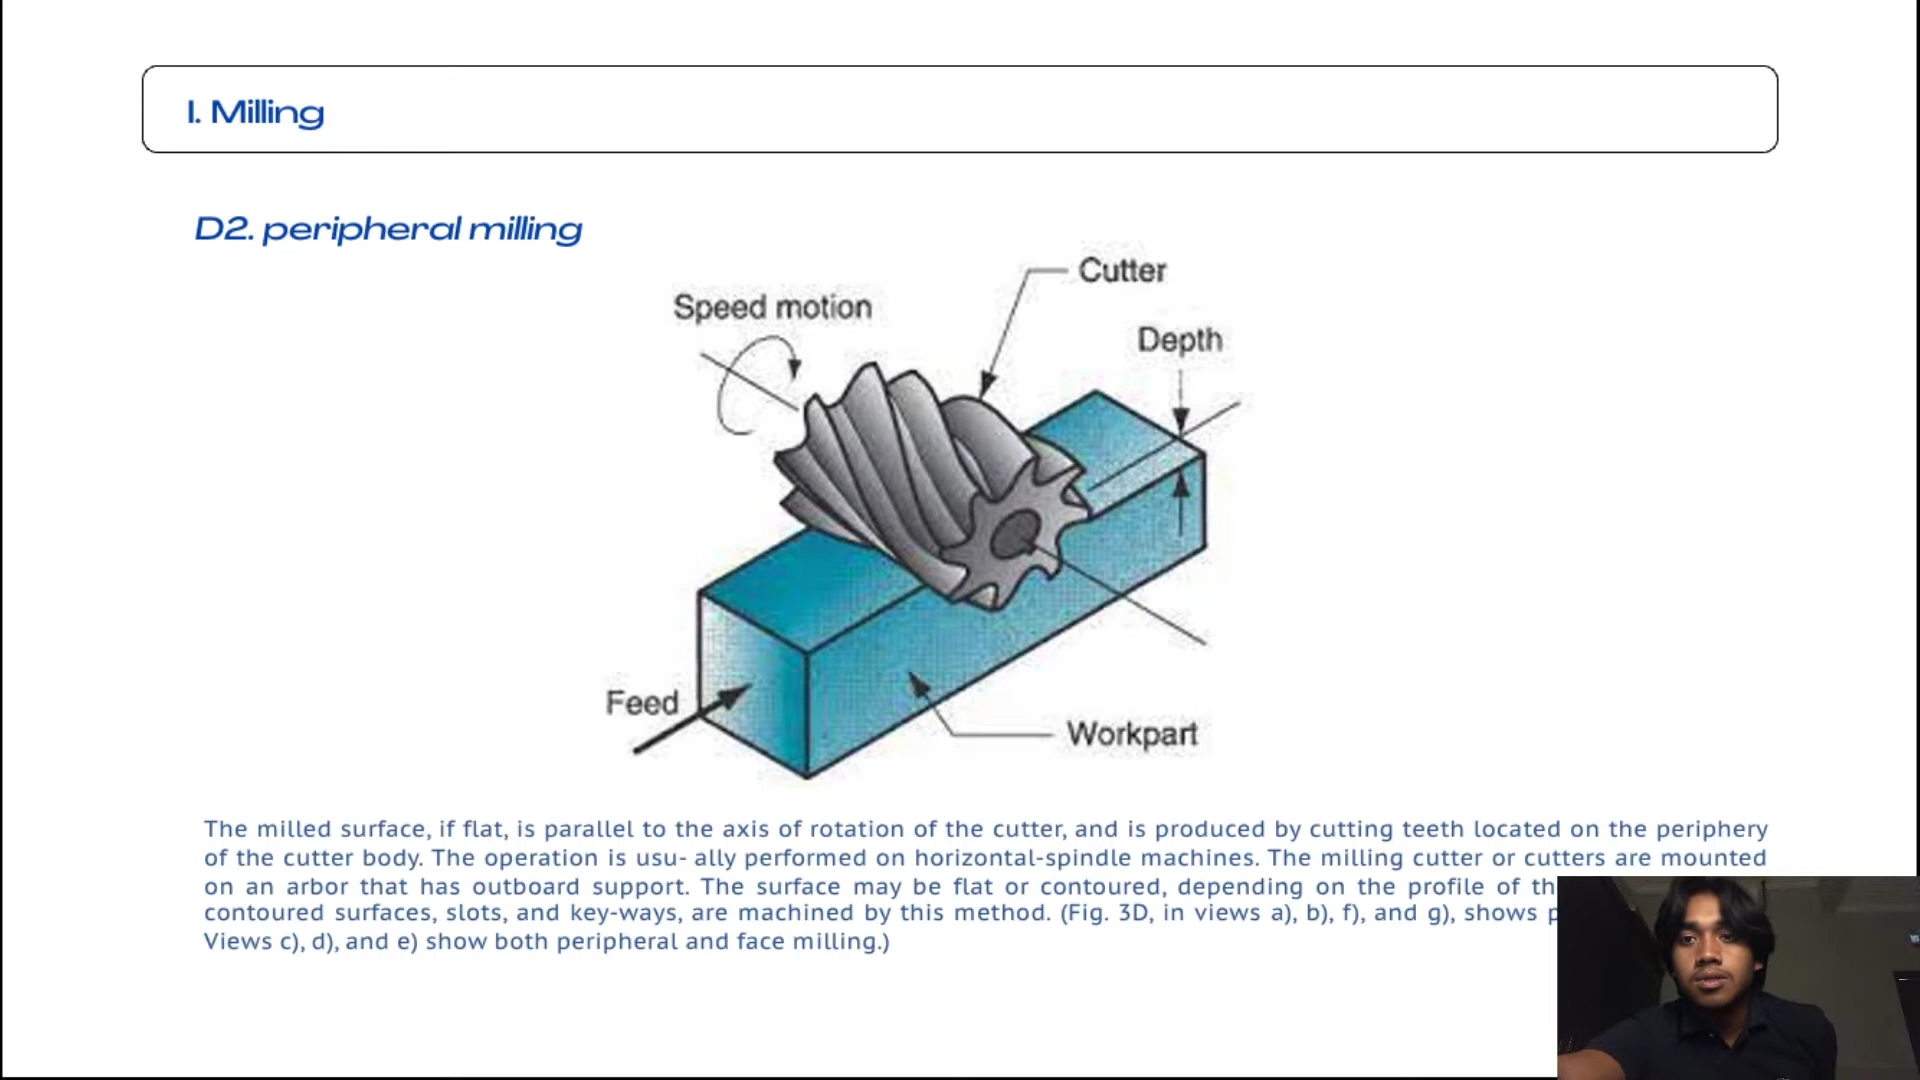 I. Milling
D2. peripheral milling
Cutter
Speed motion
Depth
Feed
Workpart
The milled surface, if flat, is parallel to the axis of rotation of the cutter, and is produced by cutting teeth located on the periphery
of the cutter body. The operation is usu- ally performed on horizontal-spindle machines. The milling cutter or cutters are mounted
on an arbor that has outboard support. The surface may be flat or contoured, depending on the profile of
contoured surfaces, slots, and key-ways, are machined by this method. (Fig. 3D, in views a), b), f), and g), shows
Views c), d), and e) show both peripheral and face milling.)